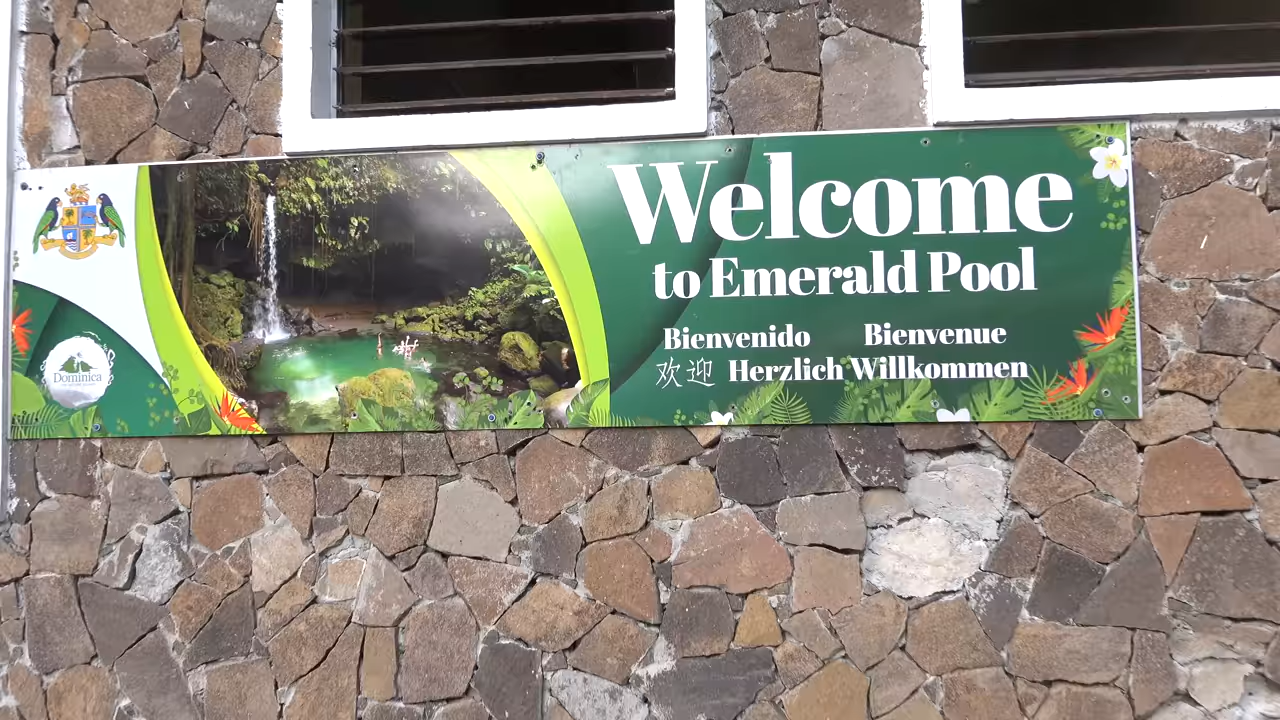 Welcome
to Emerald Pool
Bienvenido Bienvenue
欢迎 Herzlich Willkommen
Dominica